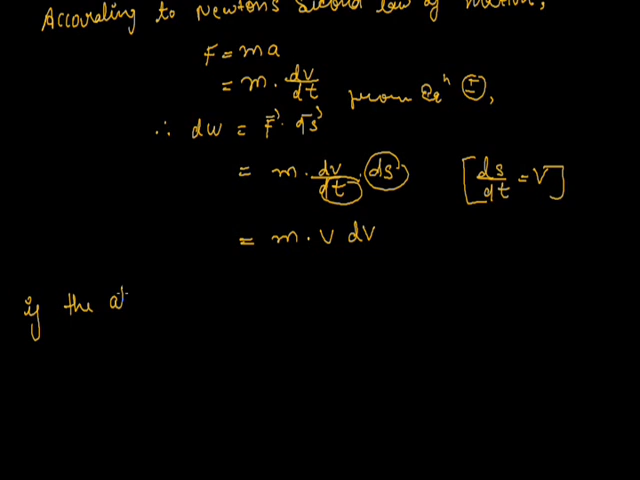 According to Newton's second law of motion,
F = ma
= m · dv/dt from Eqⁿ Ⓘ,
∴ dw = F⃗ · ds⃗
= m · dv/dt · ds [ds/dt = V]
= m · v dv
if the at